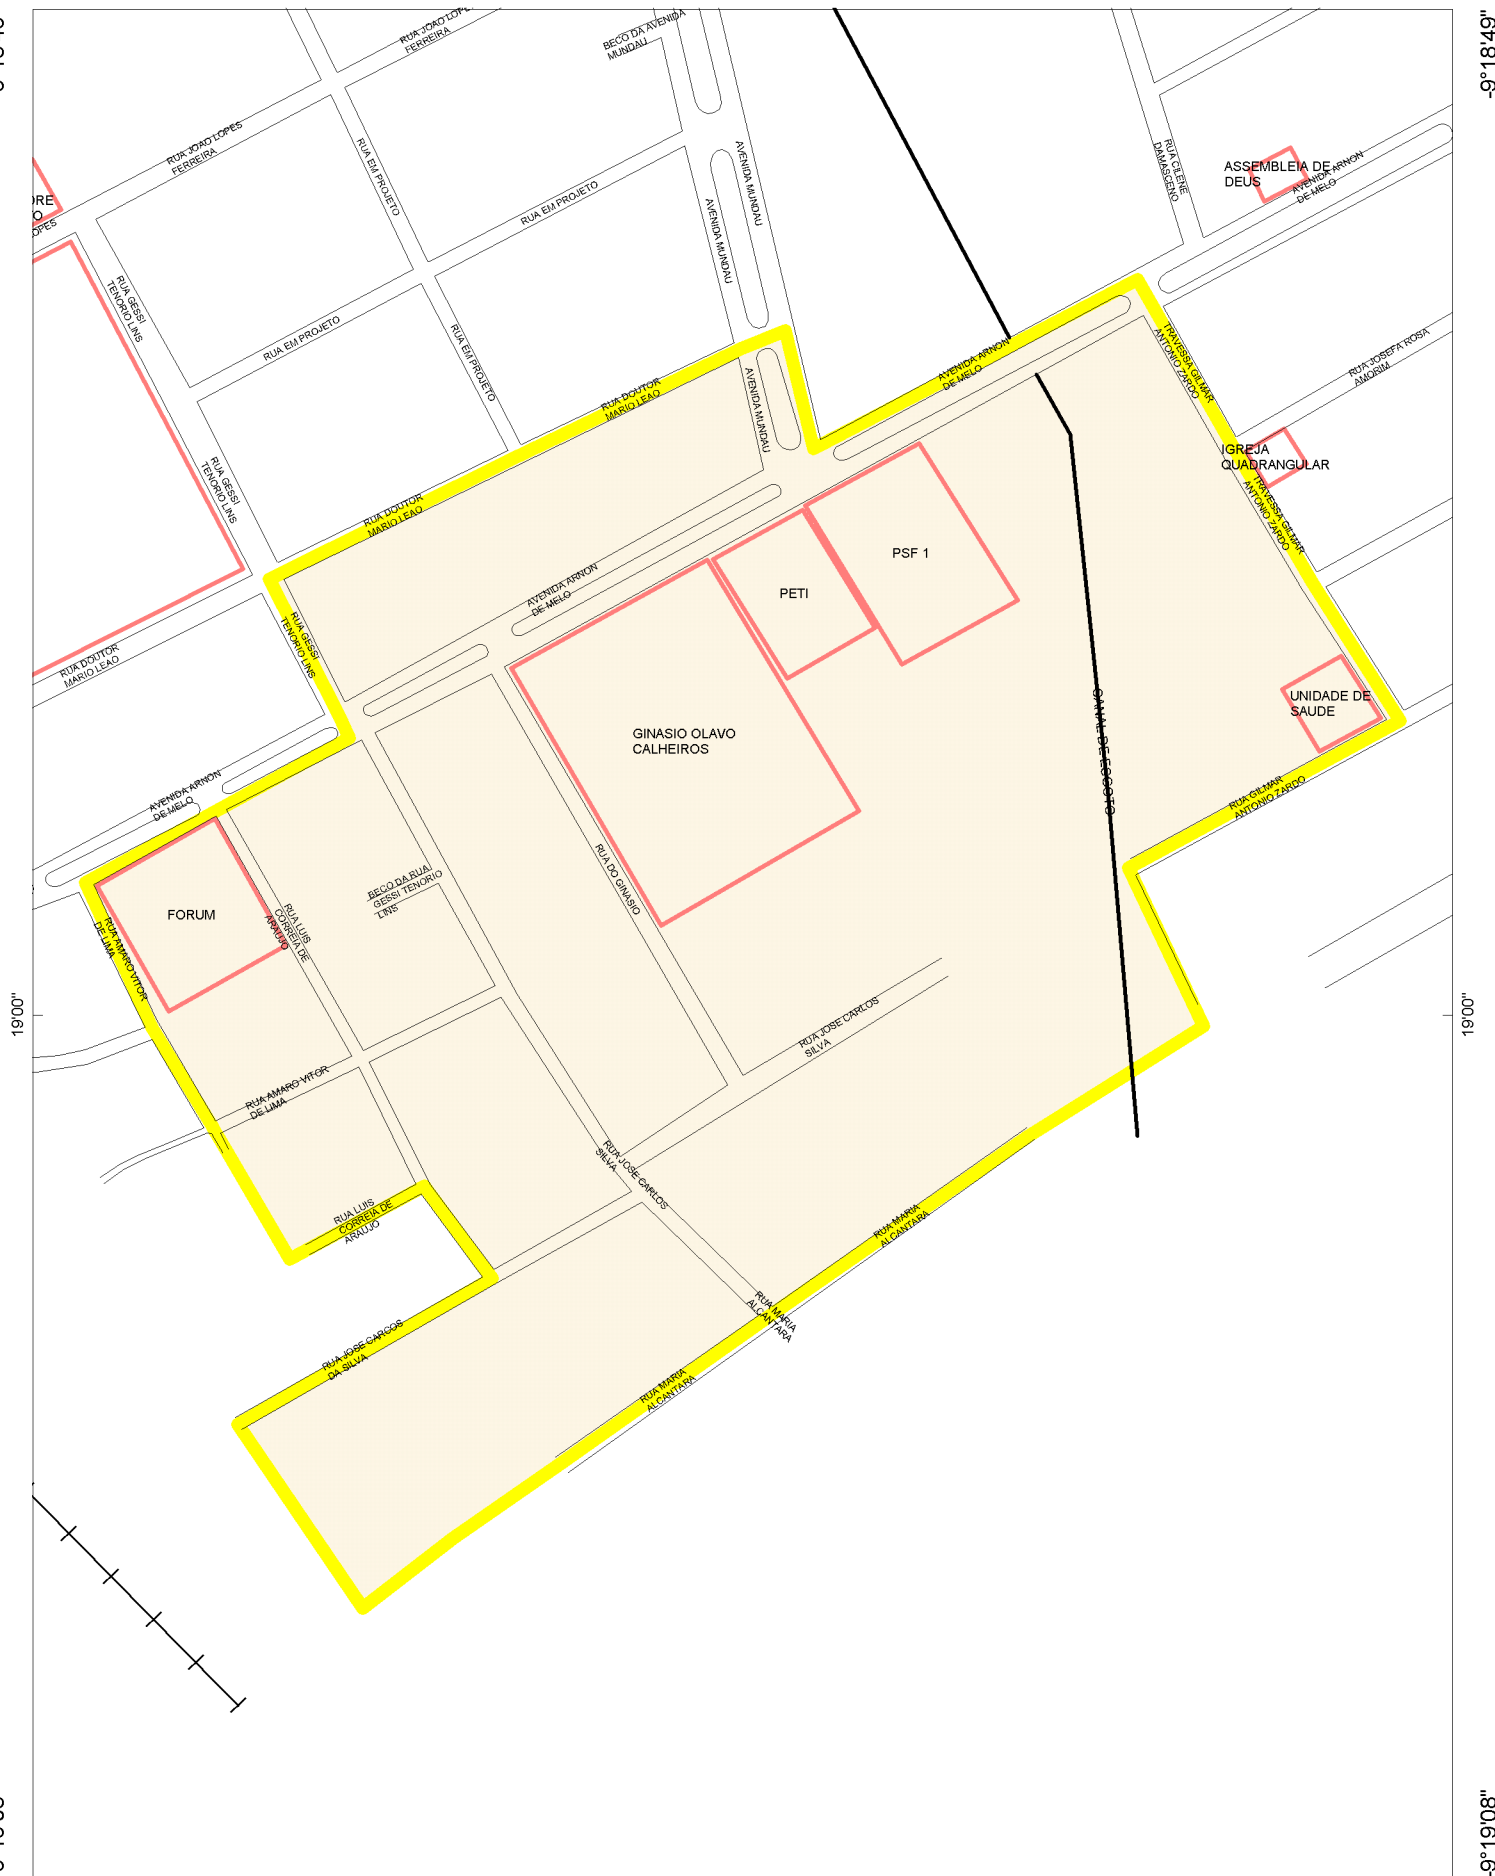 -9°18'49"
RUA JOAO LOPES
FERREIRA
BECO DA AVENIDA
MUNDAU
RUA JOAO LOPES
FERREIRA
RUA EM PROJETO
RUA EM PROJETO
AVENIDA MUNDAU
AVENIDA MUNDAU
RUA CILENE
DAMASCENO
ASSEMBLEIA DE
DEUS
AVENIDA ARNON
DE MELO
RUA GESSI
TENORIO LINS
RUA EM PROJETO
RUA EM PROJETO
RUA DOUTOR
MARIO LEAO
AVENIDA MUNDAU
AVENIDA ARNON
DE MELO
TRAVESSA GILMAR
ANTONIO ZARDO
RUA JOSEFA ROSA
AMORIM
IGREJA
QUADRANGULAR
TRAVESSA GILMAR
ANTONIO ZARDO
RUA GESSI
TENORIO LINS
RUA DOUTOR
MARIO LEAO
PSF 1
PETI
AVENIDA ARNON
DE MELO
RUA GESSI
TENORIO LINS
RUA DOUTOR
MARIO LEAO
UNIDADE DE
SAUDE
CANAL DE ESGOTO
GINASIO OLAVO
CALHEIROS
AVENIDA ARNON
DE MELO
RUA GILMAR
ANTONIO ZARDO
RUA DO GINASIO
BECO DA RUA
GESSI TENORIO
LINS
FORUM
RUA LUIS
CORREIA DE
ARAUJO
RUA AMARO VITOR
DE LIMA
19'00"
19'00"
RUA JOSE CARLOS
SILVA
RUA AMARO VITOR
DE LIMA
RUA JOSE CARLOS
SILVA
RUA LUIS
CORREIA DE
ARAUJO
RUA MARIA
ALCANTARA
RUA MARIA
ALCANTARA
RUA JOSE CARCOS
DA SILVA
RUA MARIA
ALCANTARA
-9°19'08"